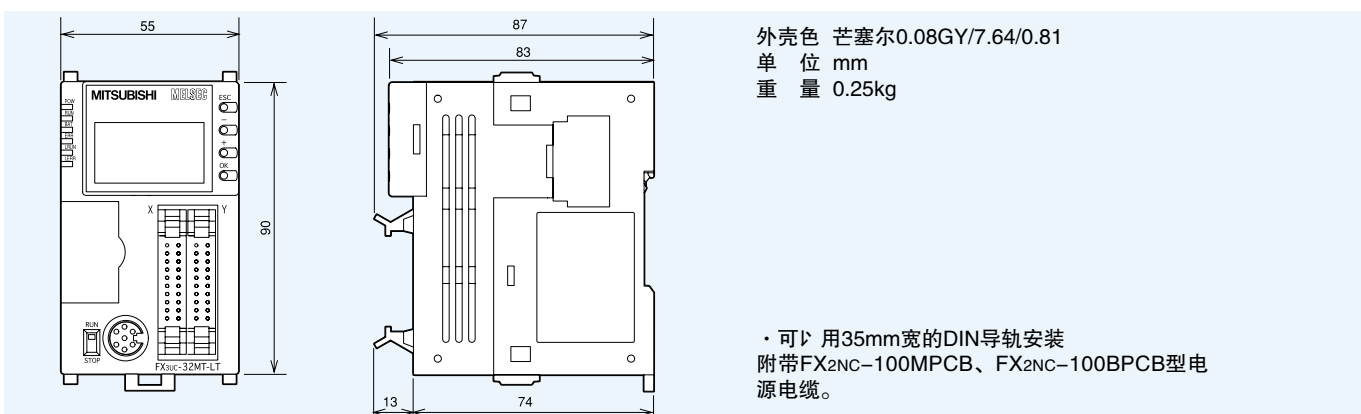 55
87
83
外壳色 芒塞尔0.08GY/7.64/0.81
单 位 mm
重 量 0.25kg
MITSUBISHI MELSEC
POW
RUN
BAT
ERR
L RUN
L ERR
ESC
−
+
OK
X Y
90
RUN
STOP
FX3UC-32MT-LT
13
74
・可 用35mm宽的DIN导轨安装
附带FX2NC-100MPCB、FX2NC-100BPCB型电
源电缆。